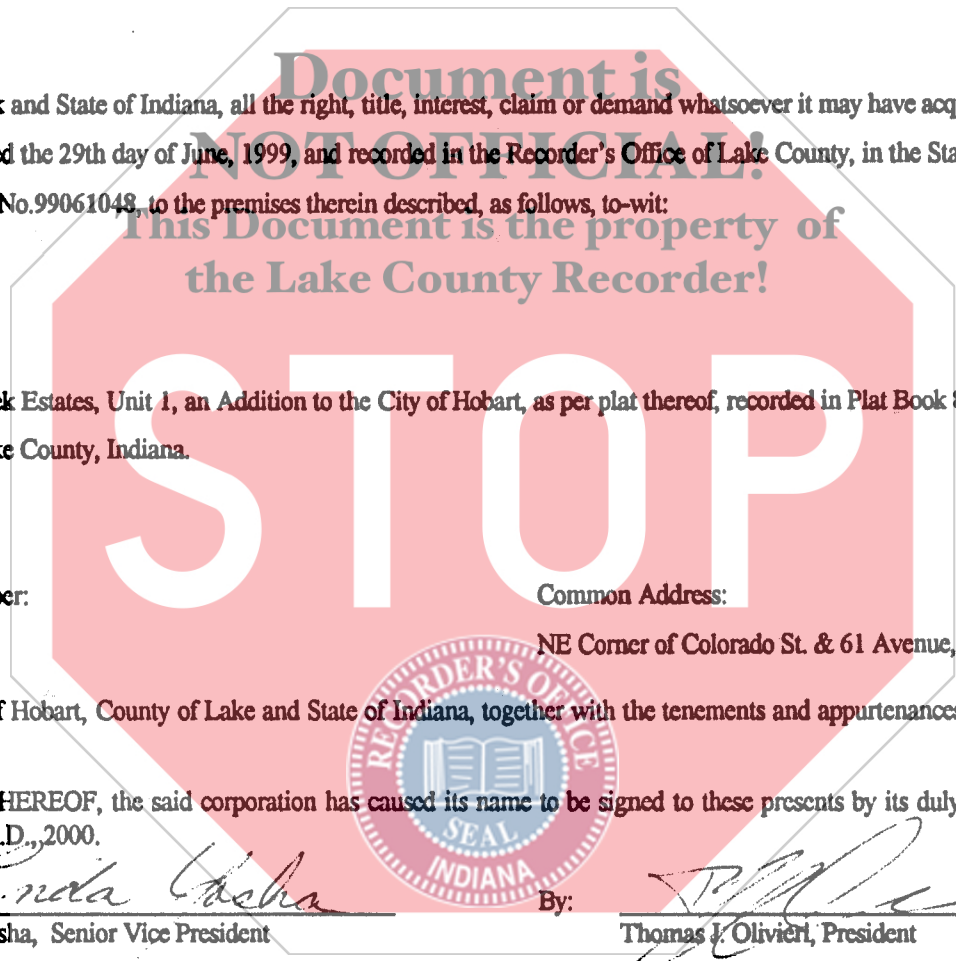 Document is
k and State of Indiana, all the right, title, interest, claim or demand whatsoever it may have acq
NOT OFFICIAL!
d the 29th day of June, 1999, and recorded in the Recorder's Office of Lake County, in the Sta
No.99061048, to the premises therein described, as follows, to-wit:
This Document is the property of
the Lake County Recorder!
STOP
k Estates, Unit 1, an Addition to the City of Hobart, as per plat thereof, recorded in Plat Book 8
e County, Indiana.
er: Common Address:
NE Corner of Colorado St. & 61 Avenue,
RECORDER'S OFFICE
f Hobart, County of Lake and State of Indiana, together with the tenements and appurtenances
HEREOF, the said corporation has caused its name to be signed to these presents by its duly
.D.,,2000.
SEAL
INDIANA
By:
sha, Senior Vice President Thomas J. Olivieri, President